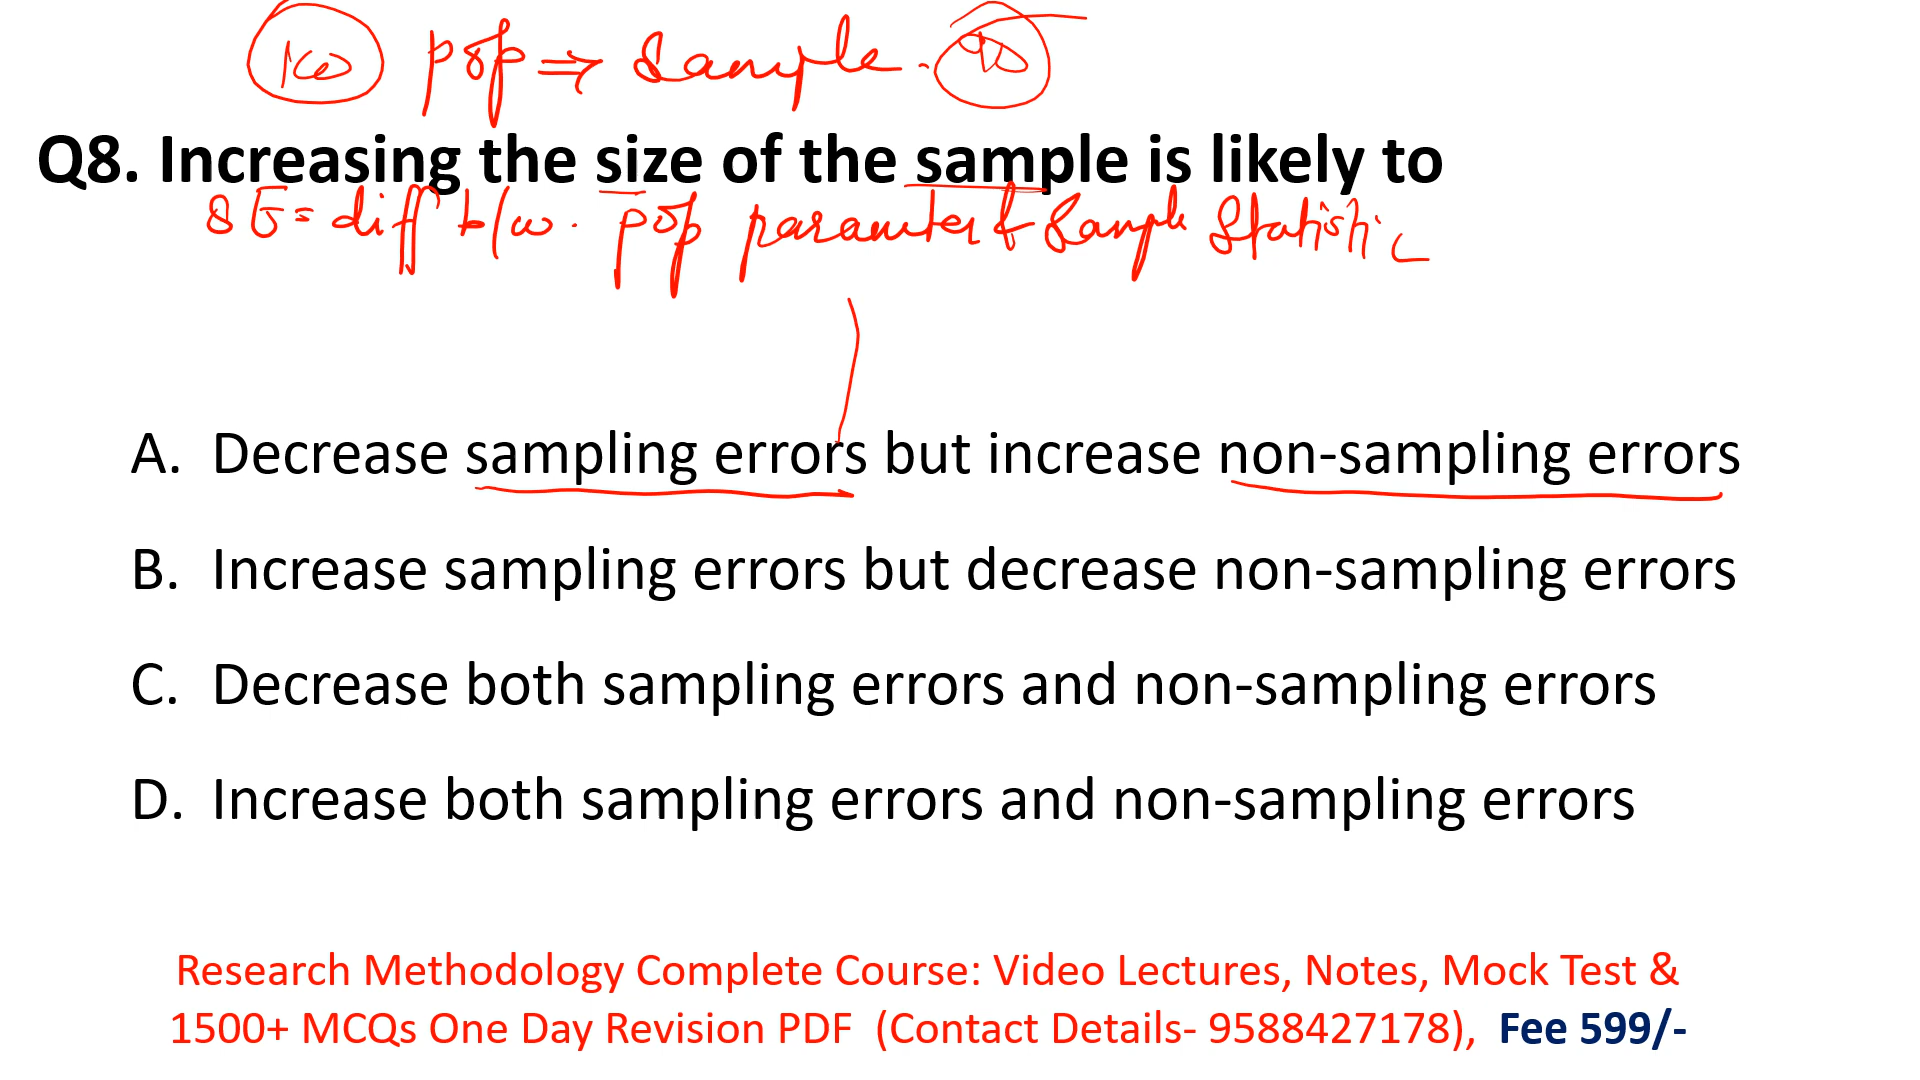 100 pop ⇒ Sample.
Q8. Increasing the size of the sample is likely to
SE = diff b/w. pop parameter & Sample Statistic
A. Decrease sampling errors but increase non-sampling errors
B. Increase sampling errors but decrease non-sampling errors
C. Decrease both sampling errors and non-sampling errors
D. Increase both sampling errors and non-sampling errors
Research Methodology Complete Course: Video Lectures, Notes, Mock Test &
1500+ MCQs One Day Revision PDF (Contact Details- 9588427178), Fee 599/-